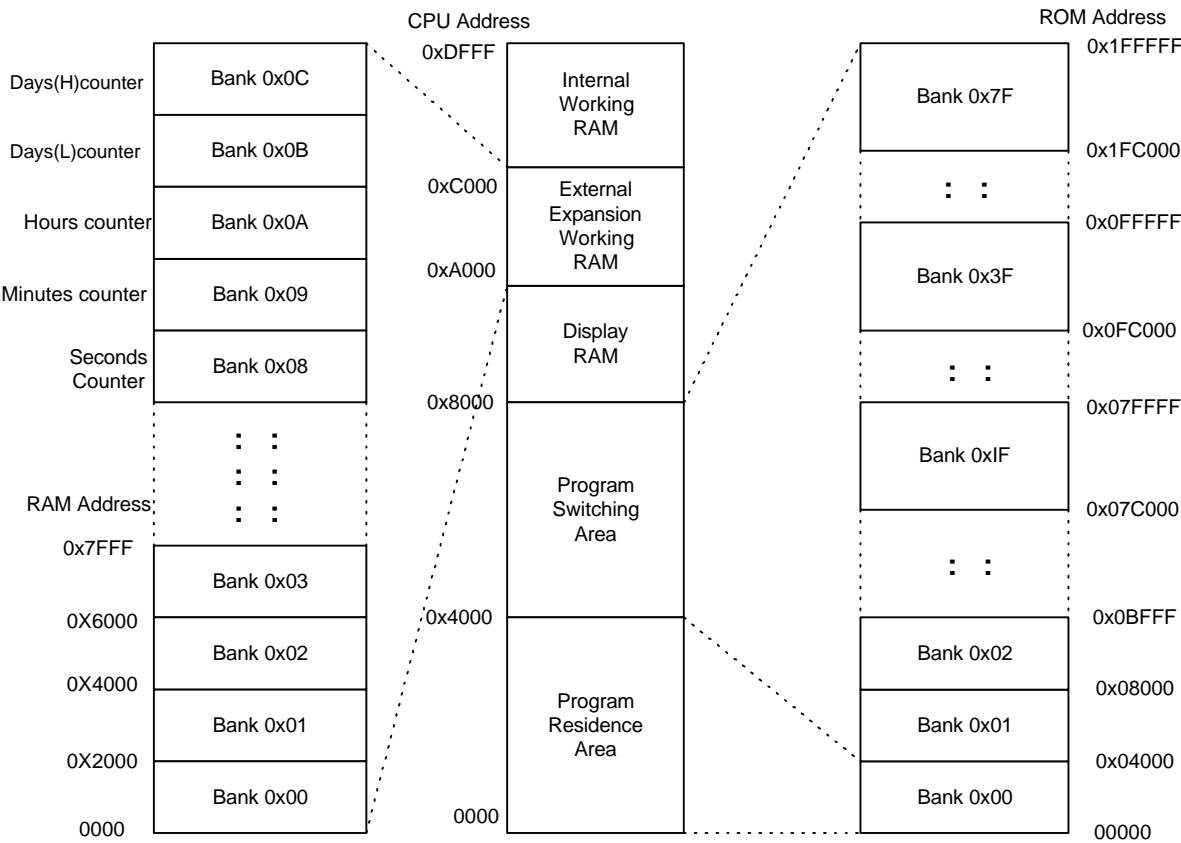 CPU Address
ROM Address
Days(H)counter
Bank 0x0C
Days(L)counter
Bank 0x0B
Hours counter
Bank 0x0A
Minutes counter
Bank 0x09
Seconds
Counter
Bank 0x08
: :
: :
: :
RAM Address
0x7FFF
Bank 0x03
0X6000
Bank 0x02
0X4000
Bank 0x01
0X2000
Bank 0x00
0000
0xDFFF
Internal
Working
RAM
0xC000
External
Expansion
Working
RAM
0xA000
Display
RAM
0x8000
Program
Switching
Area
0x4000
Program
Residence
Area
0000
0x1FFFFF
Bank 0x7F
0x1FC000
: :
0x0FFFFF
Bank 0x3F
0x0FC000
: :
0x07FFFF
Bank 0xIF
0x07C000
: :
0x0BFFF
Bank 0x02
0x08000
Bank 0x01
0x04000
Bank 0x00
00000